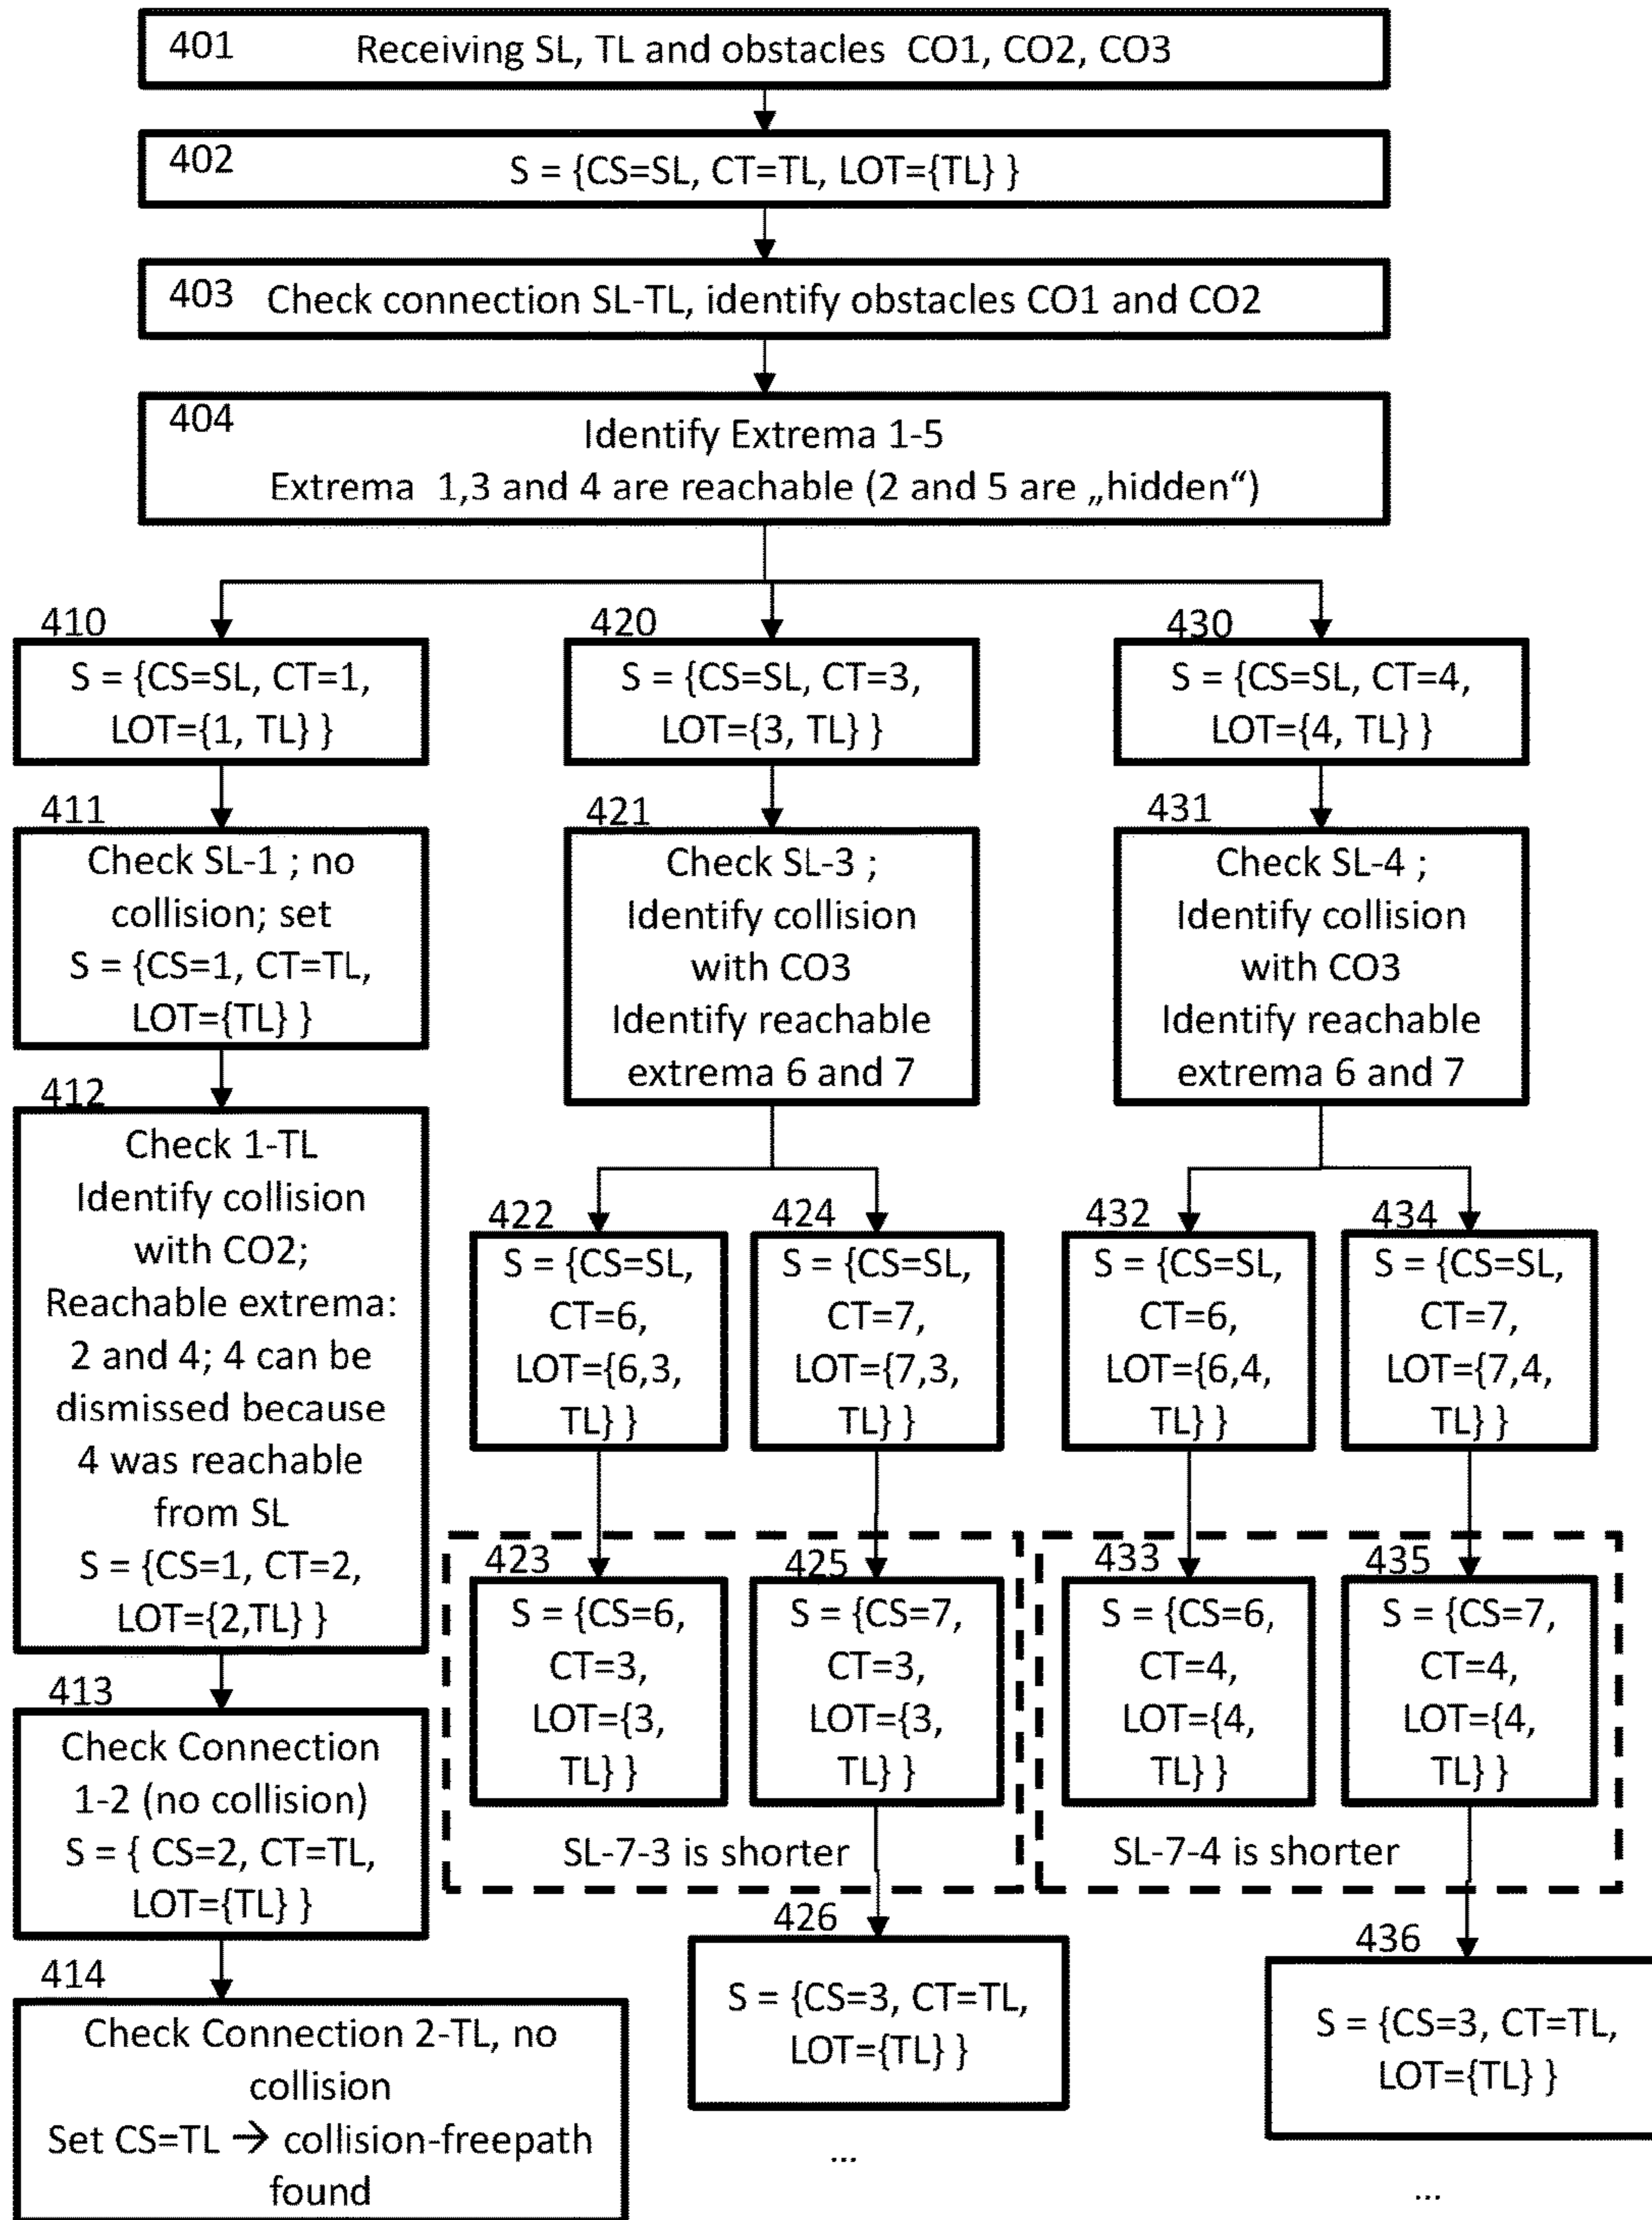 401
Receiving SL, TL and obstacles CO1, CO2, CO3
402
S = {CS=SL, CT=TL, LOT={TL} }
403
Check connection SL-TL, identify obstacles CO1 and CO2
404
Identify Extrema 1-5
Extrema 1,3 and 4 are reachable (2 and 5 are „hidden“)
410
S = {CS=SL, CT=1,
LOT={1, TL} }
411
Check SL-1 ; no
collision; set
S = {CS=1, CT=TL,
LOT={TL} }
412
Check 1-TL
Identify collision
with CO2;
Reachable extrema:
2 and 4; 4 can be
dismissed because
4 was reachable
from SL
S = {CS=1, CT=2,
LOT={2,TL} }
413
Check Connection
1-2 (no collision)
S = { CS=2, CT=TL,
LOT={TL} }
414
Check Connection 2-TL, no
collision
Set CS=TL → collision-freepath
found
420
S = {CS=SL, CT=3,
LOT={3, TL} }
421
Check SL-3 ;
Identify collision
with CO3
Identify reachable
extrema 6 and 7
422
S = {CS=SL,
CT=6,
LOT={6,3,
TL} }
424
S = {CS=SL,
CT=7,
LOT={7,3,
TL} }
423
S = {CS=6,
CT=3,
LOT={3,
TL} }
425
S = {CS=7,
CT=3,
LOT={3,
TL} }
SL-7-3 is shorter
426
S = {CS=3, CT=TL,
LOT={TL} }
...
430
S = {CS=SL, CT=4,
LOT={4, TL} }
431
Check SL-4 ;
Identify collision
with CO3
Identify reachable
extrema 6 and 7
432
S = {CS=SL,
CT=6,
LOT={6,4,
TL} }
434
S = {CS=SL,
CT=7,
LOT={7,4,
TL} }
433
S = {CS=6,
CT=4,
LOT={4,
TL} }
435
S = {CS=7,
CT=4,
LOT={4,
TL} }
SL-7-4 is shorter
436
S = {CS=3, CT=TL,
LOT={TL} }
...